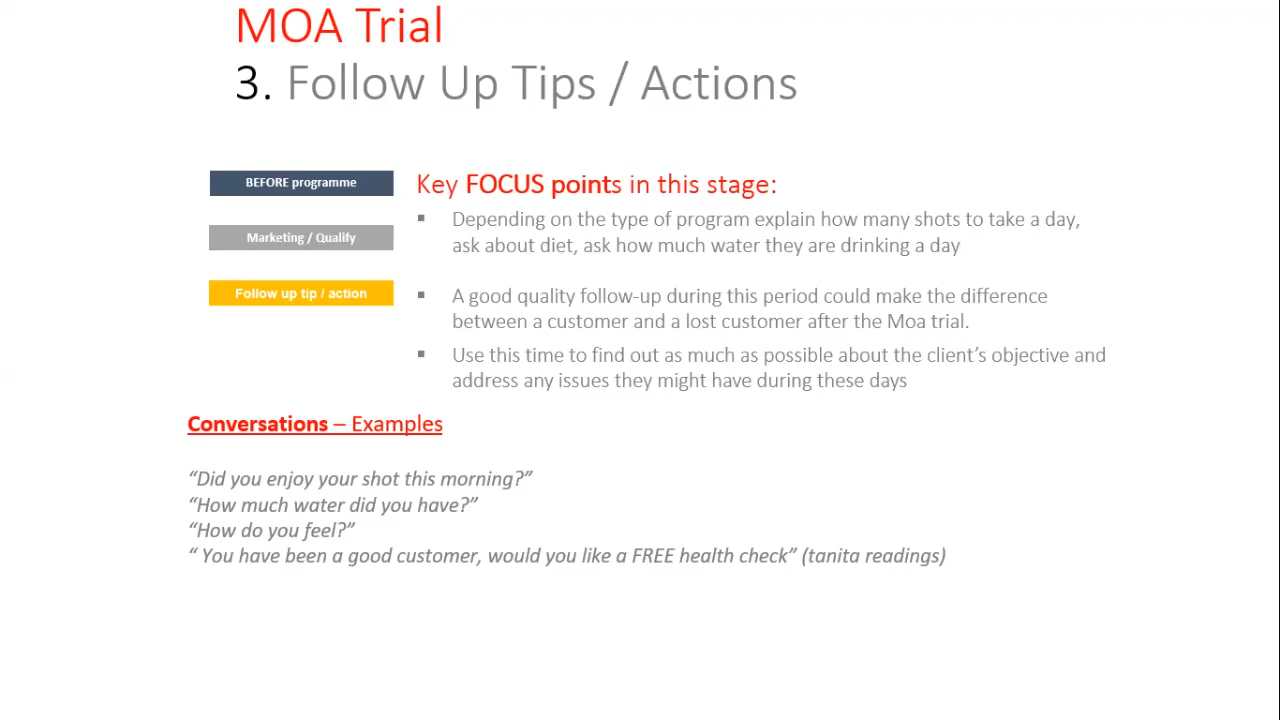 MOA Trial
3. Follow Up Tips / Actions
BEFORE programme
Marketing / Qualify
Follow up tip / action
Key FOCUS points in this stage:
▪ Depending on the type of program explain how many shots to take a day,
ask about diet, ask how much water they are drinking a day
▪ A good quality follow-up during this period could make the difference
between a customer and a lost customer after the Moa trial.
▪ Use this time to find out as much as possible about the client’s objective and
address any issues they might have during these days
Conversations – Examples
“Did you enjoy your shot this morning?”
“How much water did you have?”
“How do you feel?”
“ You have been a good customer, would you like a FREE health check” (tanita readings)